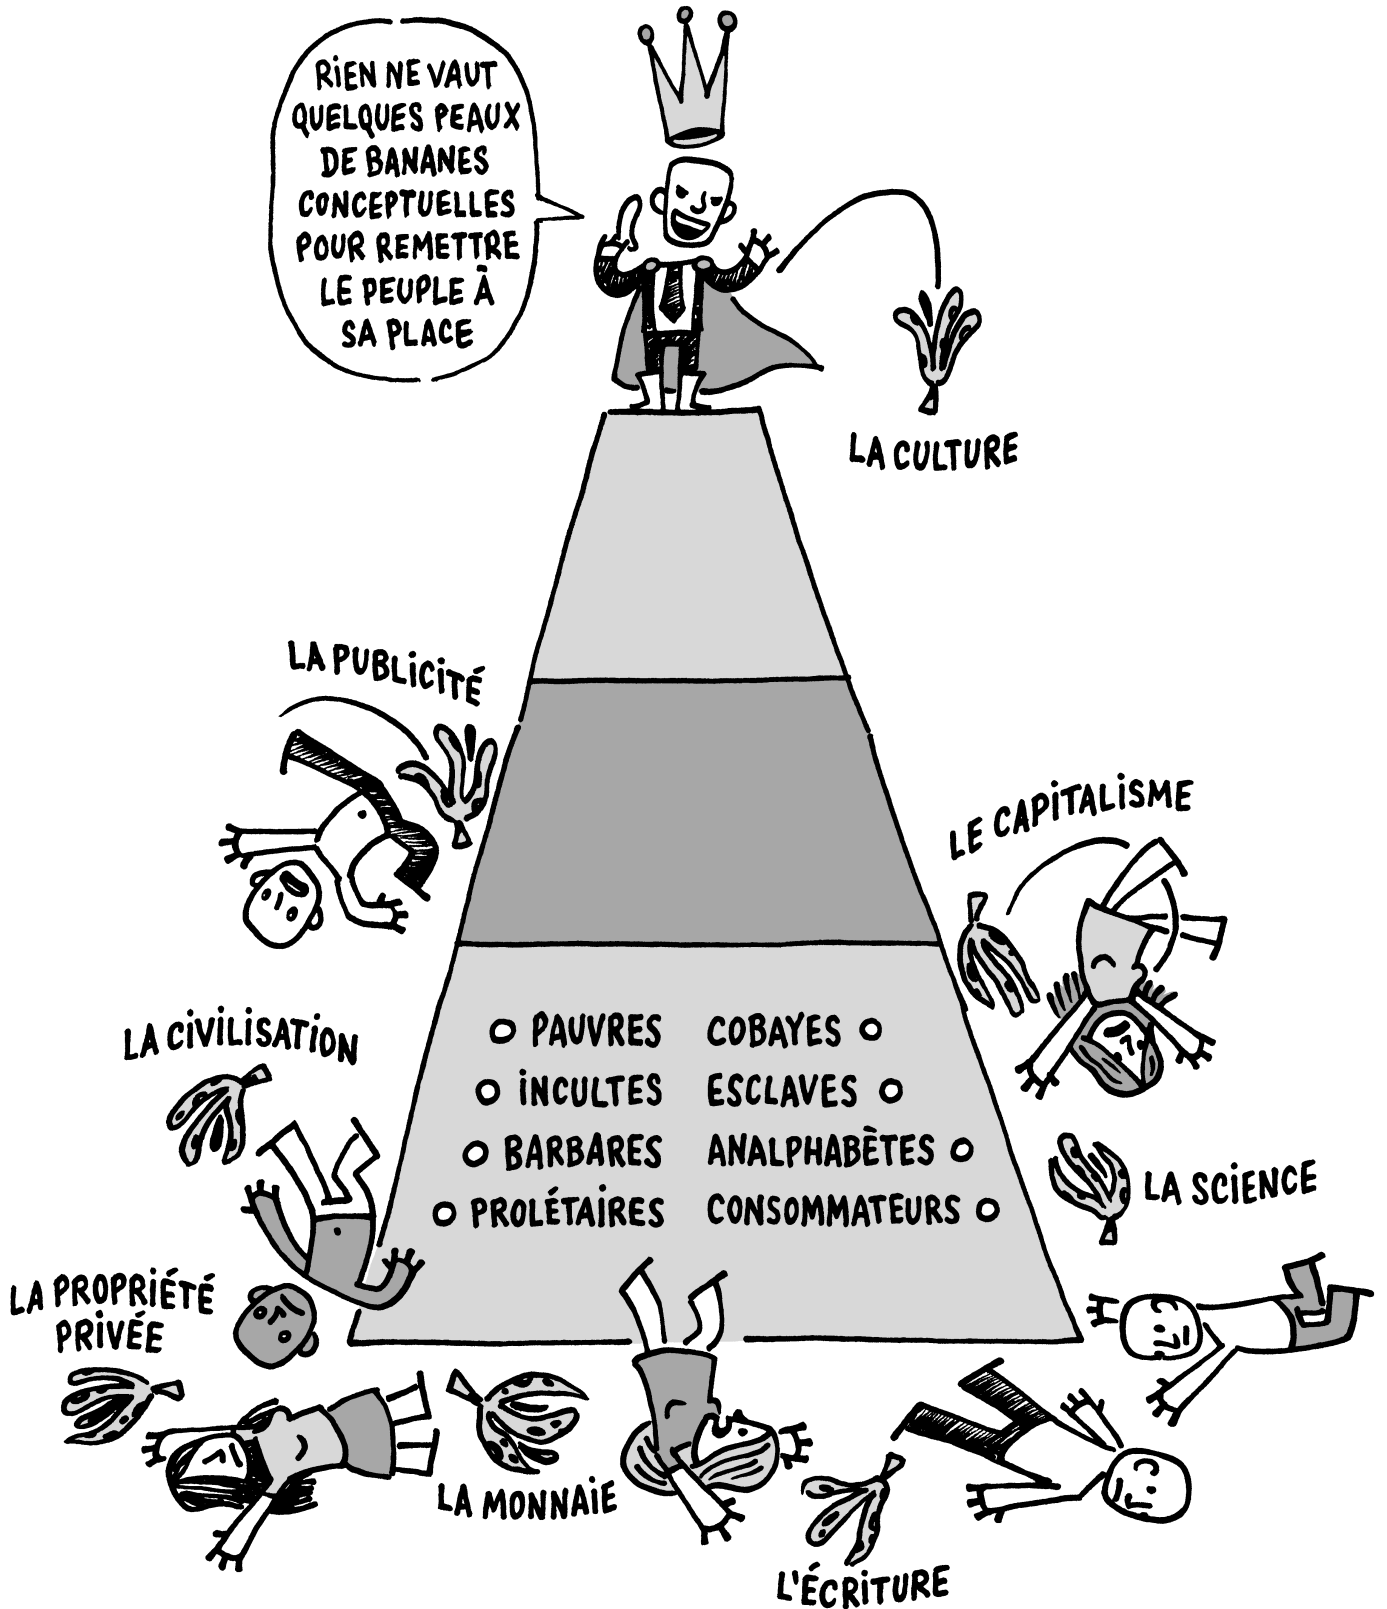 RiEN NE VAUT
QUELQUES PEAUX
DE BANANES
CONCEPTUELLES
POUR REMETTRE
LE PEUPLE À
SA PLACE
LA CULTURE
LA PUBLiCiTÉ
LE CAPiTALiSME
LA CiViLiSATiON
PAUVRES COBAYES
iNCULTES ESCLAVES
BARBARES ANALPHABÈTES
PROLÉTAiRES CONSOMMATEURS
LA SCiENCE
LA PROPRiÉTÉ
PRiVÉE
LA MONNAiE
L'ÉCRiTURE